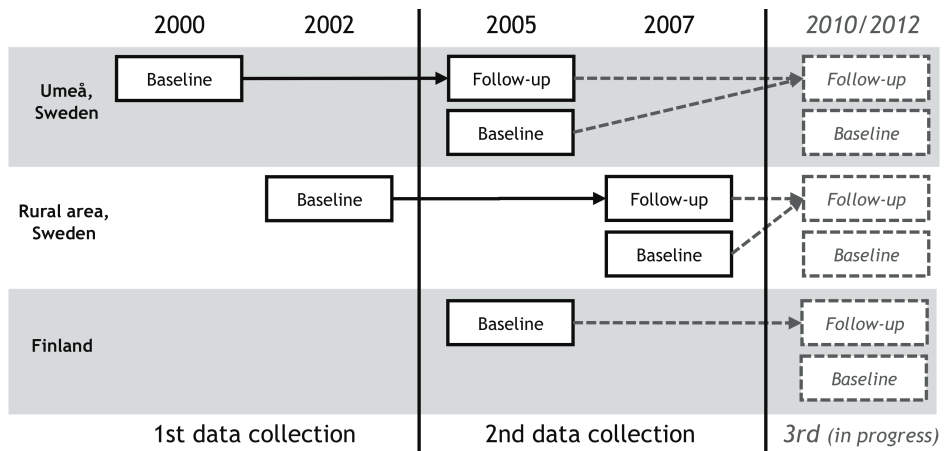 2000 2002 2005 2007 2010/2012
Umeå,
Sweden
Baseline Follow-up Follow-up
Baseline Baseline
Rural area,
Sweden
Baseline Follow-up Follow-up
Baseline Baseline
Finland
Baseline Follow-up
Baseline
1st data collection 2nd data collection 3rd (in progress)